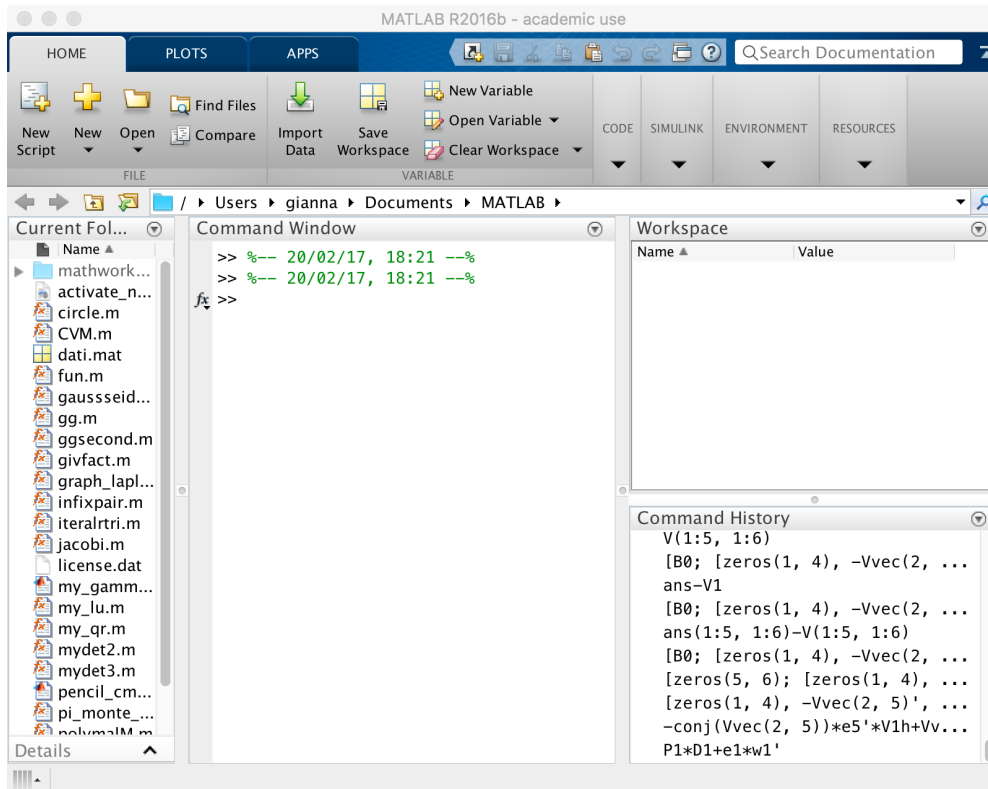 MATLAB R2016b - academic use
HOME PLOTS APPS Search Documentation
New Script
New
Open
Find Files
Compare
FILE
Import Data
Save Workspace
New Variable
Open Variable
Clear Workspace
VARIABLE
CODE SIMULINK ENVIRONMENT RESOURCES
/ Users gianna Documents MATLAB
Current Fol...
Name
mathwork...
activate_n...
circle.m
CVM.m
dati.mat
fun.m
gaussseid...
gg.m
ggsecond.m
givfact.m
graph_lapl...
infixpair.m
iteralrtri.m
jacobi.m
license.dat
my_gamm...
my_lu.m
my_qr.m
mydet2.m
mydet3.m
pencil_cm...
pi_monte_...
polymalM.m
Details
Command Window
>> %-- 20/02/17, 18:21 --%
>> %-- 20/02/17, 18:21 --%
fx >>
Workspace
Name Value
Command History
V(1:5, 1:6)
[B0; [zeros(1, 4), -Vvec(2, ...
ans-V1
[B0; [zeros(1, 4), -Vvec(2, ...
ans(1:5, 1:6)-V(1:5, 1:6)
[B0; [zeros(1, 4), -Vvec(2, ...
[zeros(5, 6); [zeros(1, 4), ...
[zeros(1, 4), -Vvec(2, 5)', ...
-conj(Vvec(2, 5))*e5'*V1h+Vv...
P1*D1+e1*w1'